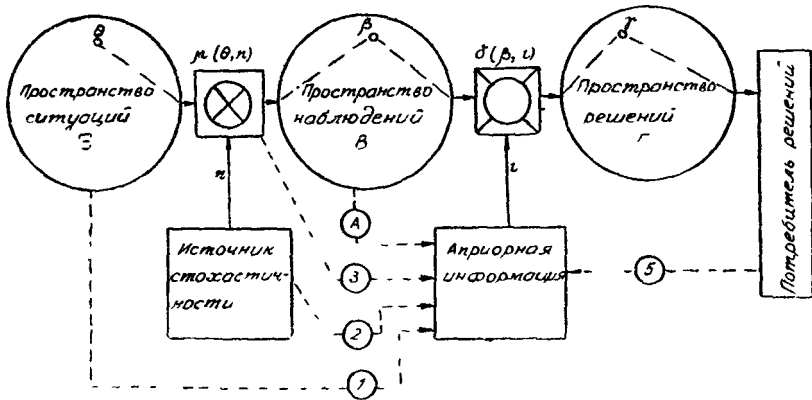 θ
μ(θ,n)
β
δ(β, ι)
γ
Пространство
ситуаций
Ξ
Пространство
наблюдений
В
Пространство
решений
Г
Потребитель решений
n
ι
А
Источник
стохастич-
ности
3
Априорная
информация
5
2
1